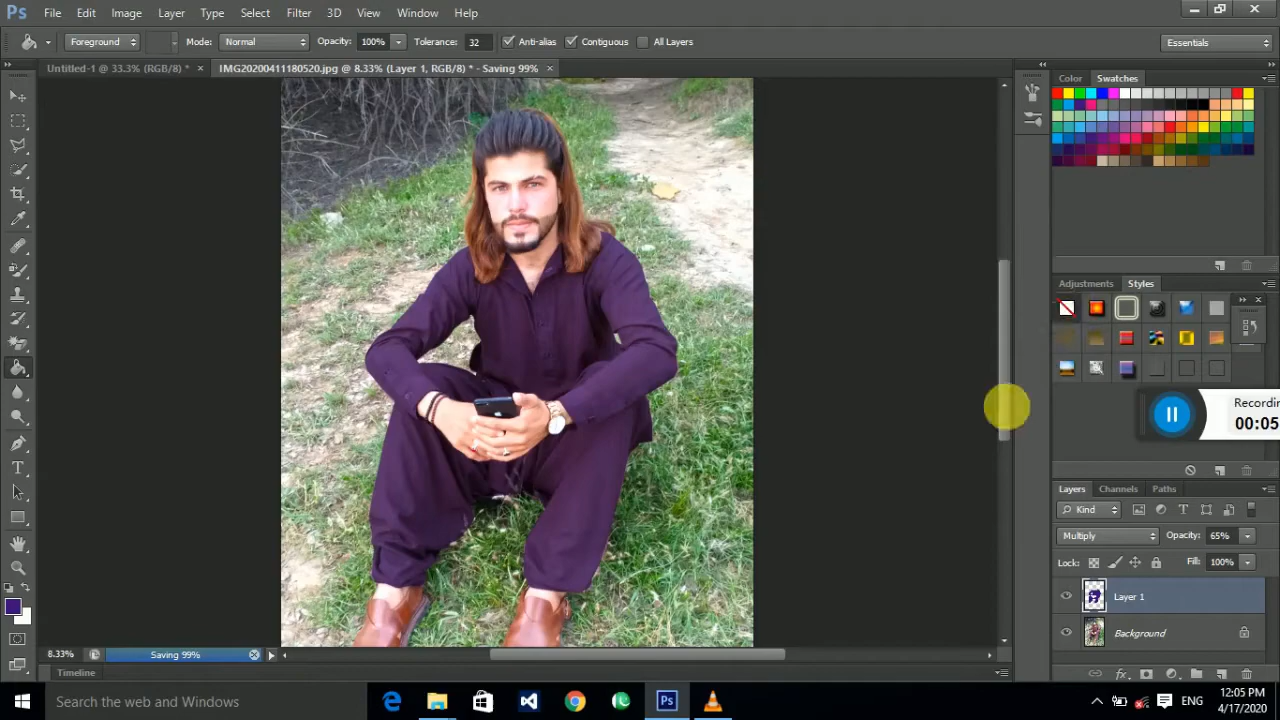 Ps File Edit Image Layer Type Select Filter 3D View Window Help
Foreground Mode: Normal Opacity: 100% Tolerance: 32 Anti-alias Contiguous All Layers Essentials
Untitled-1 @ 33.3% (RGB/8) * × IMG20200411180520.jpg @ 8.33% (Layer 1, RGB/8) * - Saving 99% ×
Color Swatches
Adjustments Styles
Recording
00:05
Layers Channels Paths
Kind
Multiply Opacity: 65%
Lock: Fill: 100%
Layer 1
Background
8.33% Saving 99%
Timeline
Search the web and Windows
Ps
ENG
12:05 PM
4/17/2020